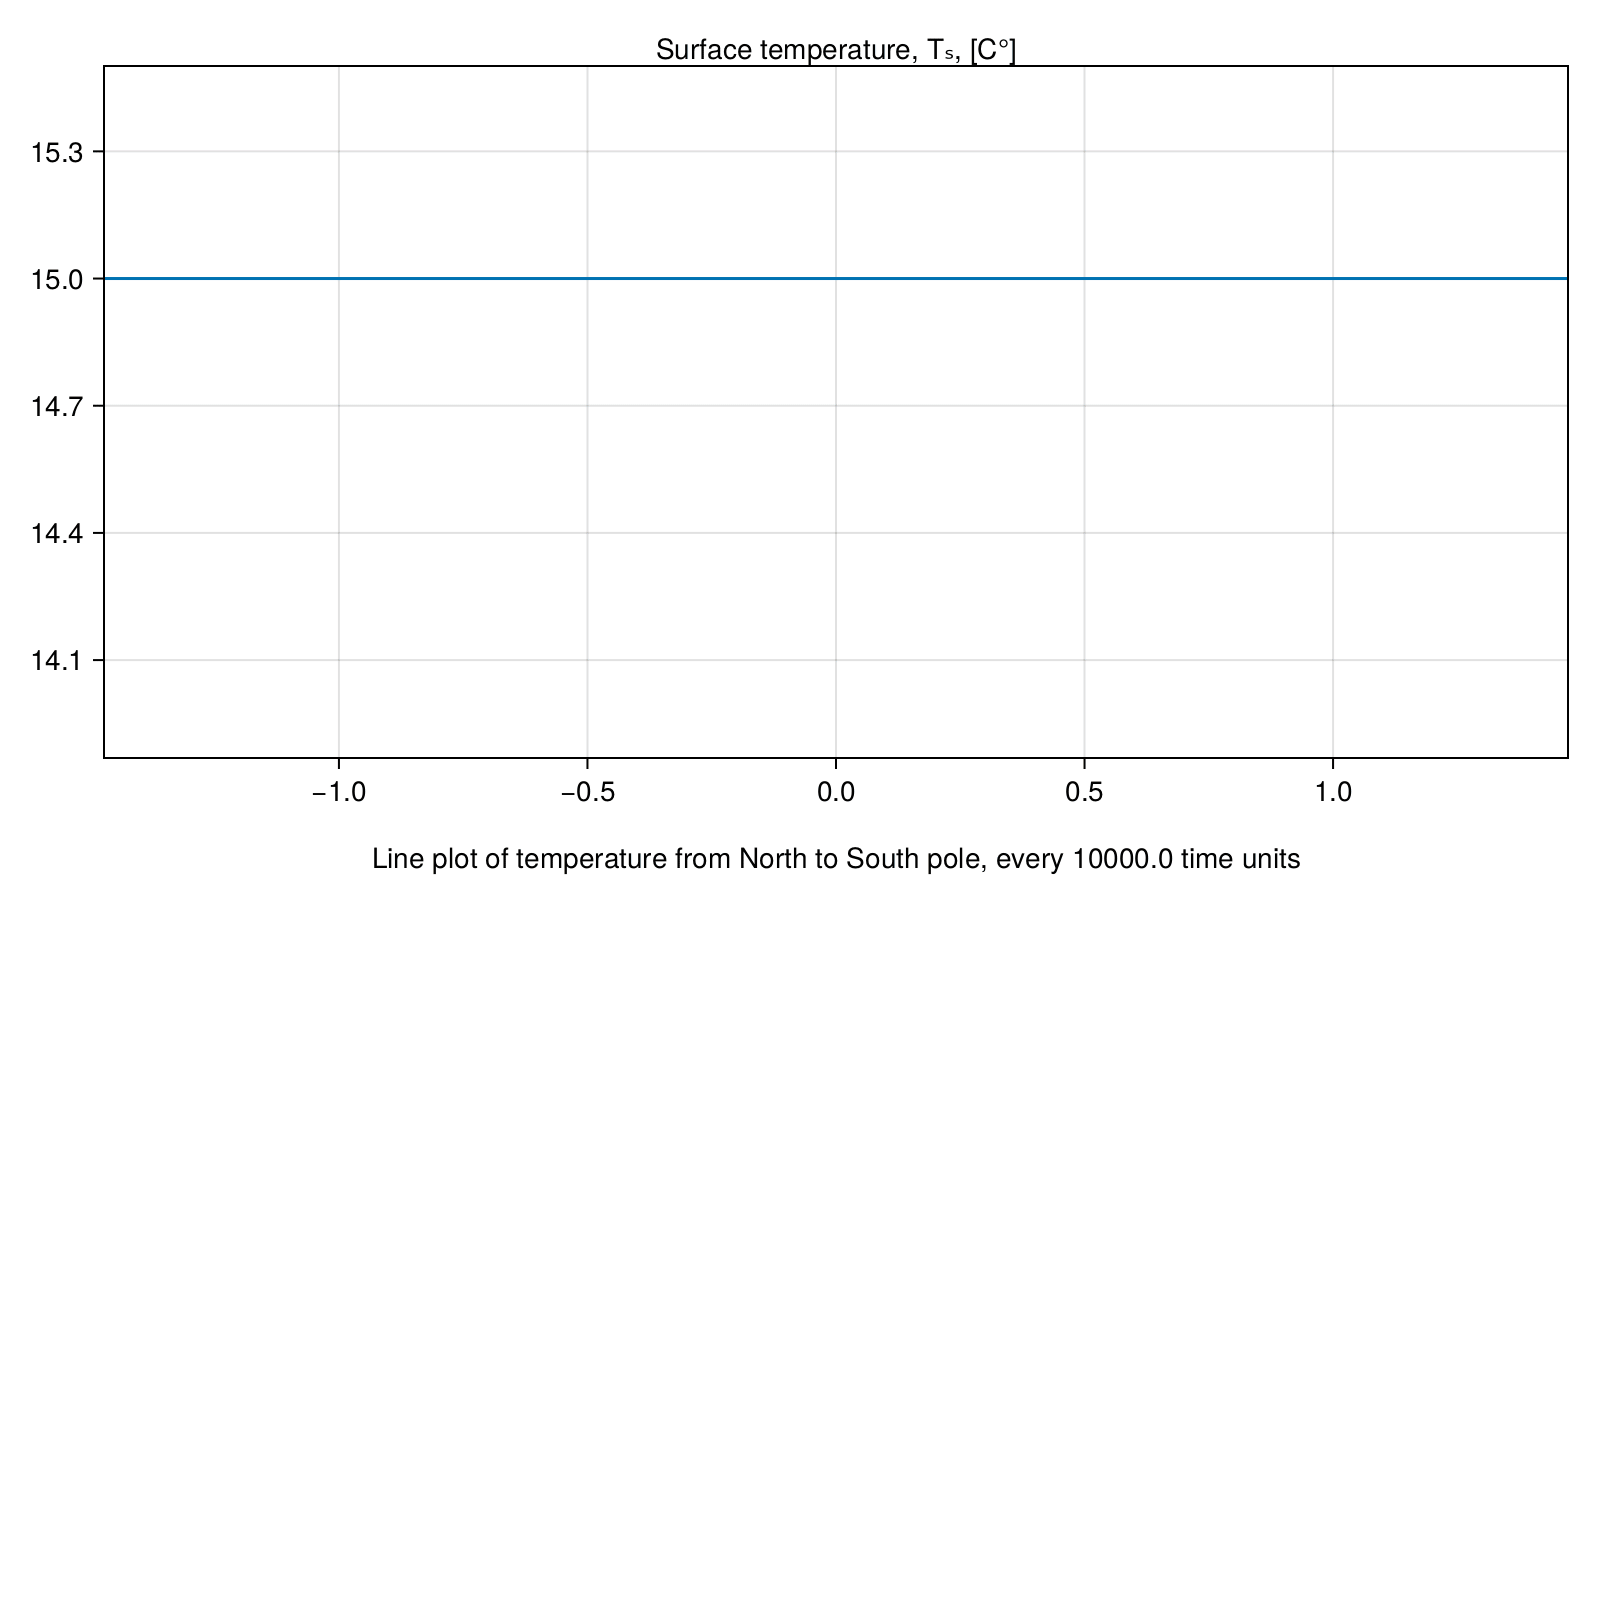 Surface temperature, Tₛ, [C°]
15.3
15.0
14.7
14.4
14.1
−1.0 −0.5 0.0 0.5 1.0
Line plot of temperature from North to South pole, every 10000.0 time units